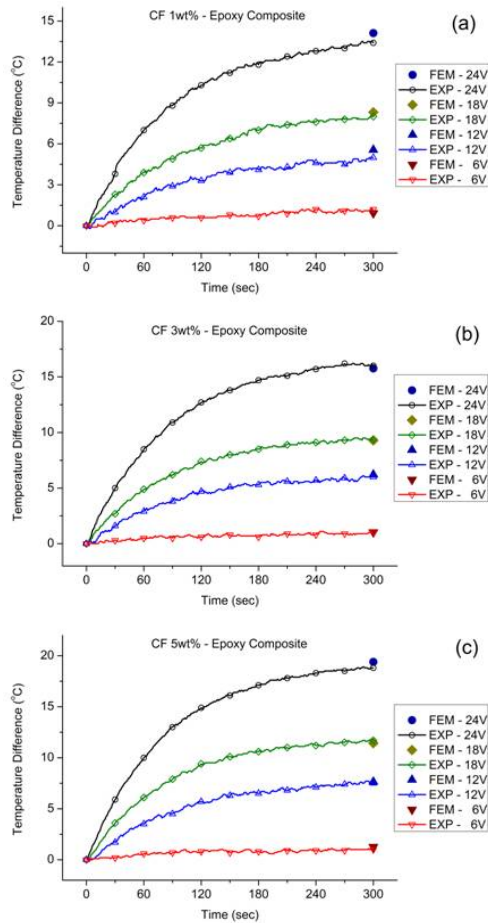 CF 1wt% - Epoxy Composite
(a)
15
12
9
6
3
0
Temperature Difference (°C)
0 60 120 180 240 300
Time (sec)
FEM - 24V
EXP - 24V
FEM - 18V
EXP - 18V
FEM - 12V
EXP - 12V
FEM - 6V
EXP - 6V
CF 3wt% - Epoxy Composite
(b)
20
15
10
5
0
Temperature Difference (°C)
0 60 120 180 240 300
Time (sec)
FEM - 24V
EXP - 24V
FEM - 18V
EXP - 18V
FEM - 12V
EXP - 12V
FEM - 6V
EXP - 6V
CF 5wt% - Epoxy Composite
(c)
20
15
10
5
0
Temperature Difference (°C)
0 60 120 180 240 300
Time (sec)
FEM - 24V
EXP - 24V
FEM - 18V
EXP - 18V
FEM - 12V
EXP - 12V
FEM - 6V
EXP - 6V